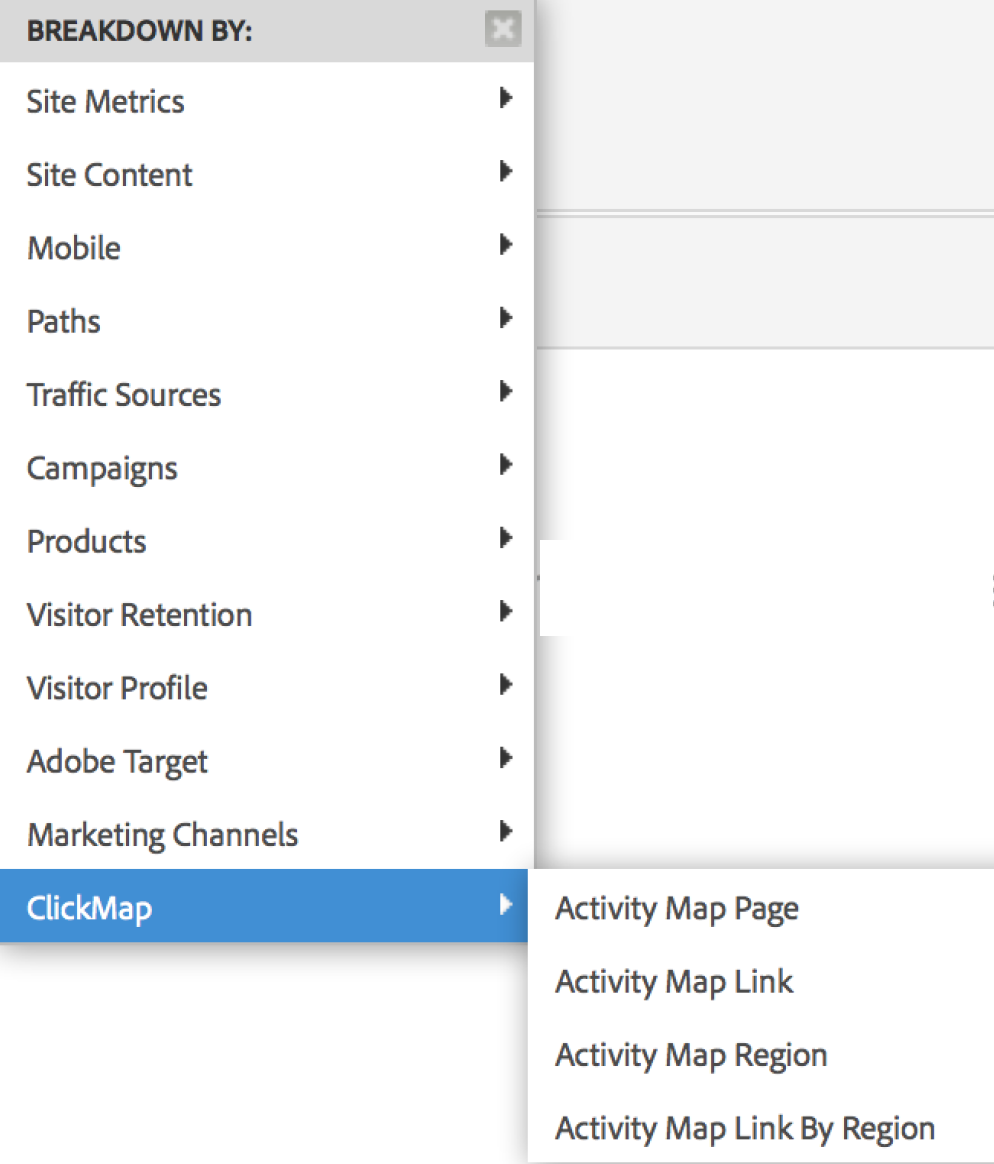 BREAKDOWN BY:
Site Metrics
Site Content
Mobile
Paths
Traffic Sources
Campaigns
Products
Visitor Retention
Visitor Profile
Adobe Target
Marketing Channels
ClickMap
Activity Map Page
Activity Map Link
Activity Map Region
Activity Map Link By Region